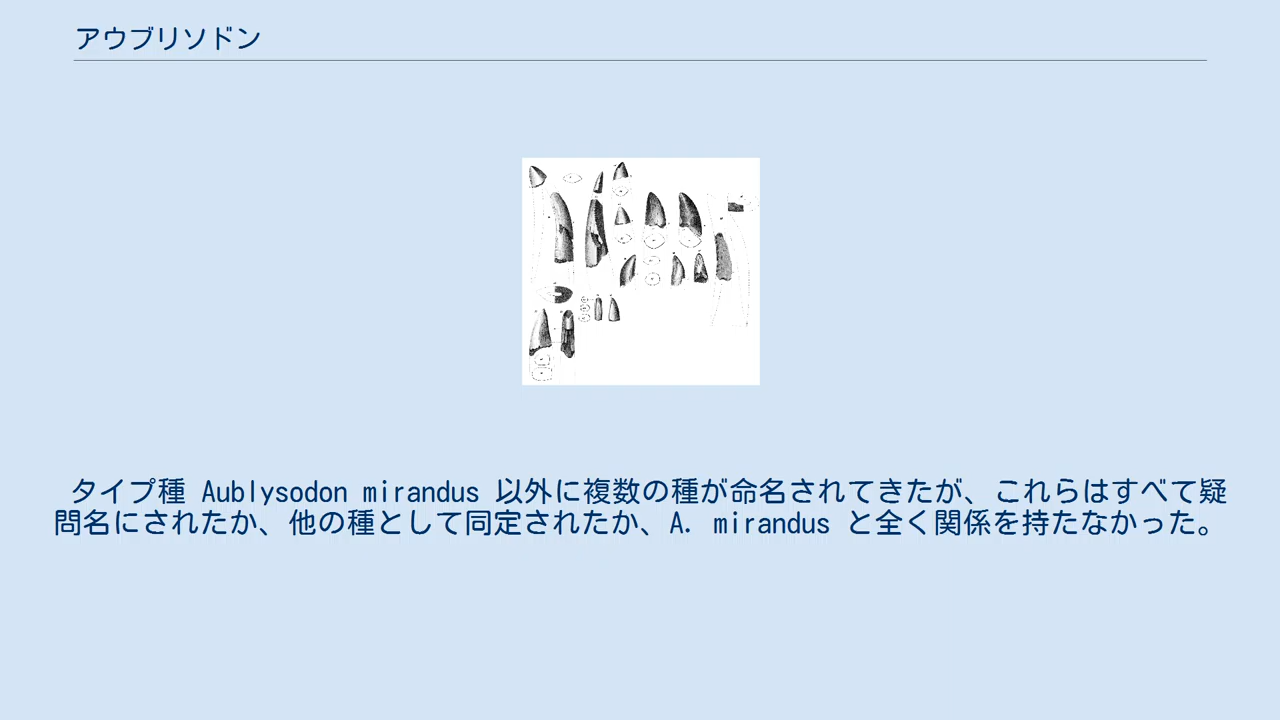 アウブリソドン
タイプ種 Aublysodon mirandus 以外に複数の種が命名されてきたが、これらはすべて疑
問名にされたか、他の種として同定されたか、A. mirandus と全く関係を持たなかった。